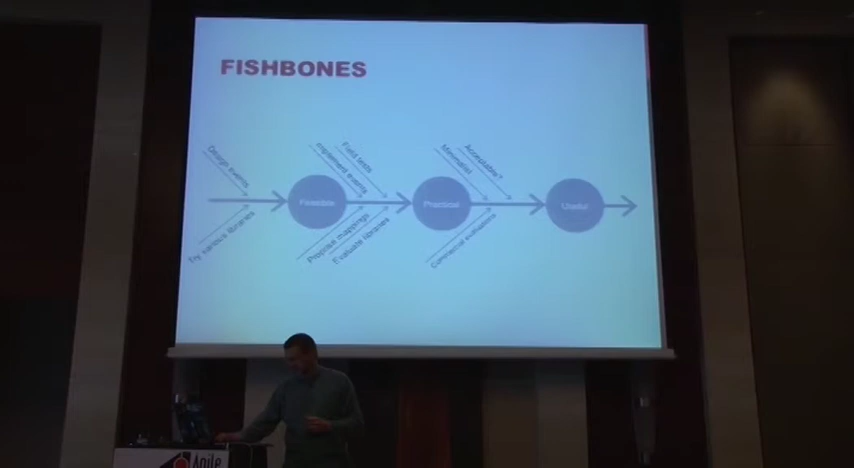 FISHBONES
Design events
Try various libraries
Feasible
Field tests
Implement events
Propose mappings
Evaluate libraries
Practical
Acceptable?
Minimalist
Commercial evaluations
Useful
Agile